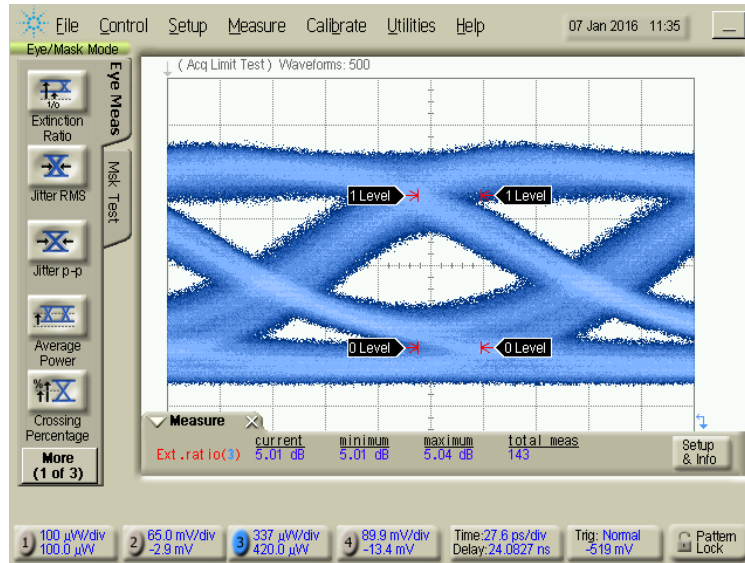 File Control Setup Measure Calibrate Utilities Help 07 Jan 2016 11:35
Eye/Mask Mode
( Acq Limit Test ) Waveforms: 500
Eye Meas
Msk Test
1/0
Extinction
Ratio
Jitter RMS
Jitter p-p
Average
Power
%
Crossing
Percentage
More
(1 of 3)
1 Level 1 Level
0 Level 0 Level
Measure
current minimum maximum total meas
Ext.ratio(3) 5.01 dB 5.01 dB 5.04 dB 143
Setup
& Info
1) 100 µW/div
100.0 µW
2) 65.0 mV/div
-2.9 mV
3) 337 µW/div
420.0 µW
4) 89.9 mV/div
-13.4 mV
Time:27.6 ps/div
Delay:24.0827 ns
Trig: Normal
-519 mV
Pattern
Lock